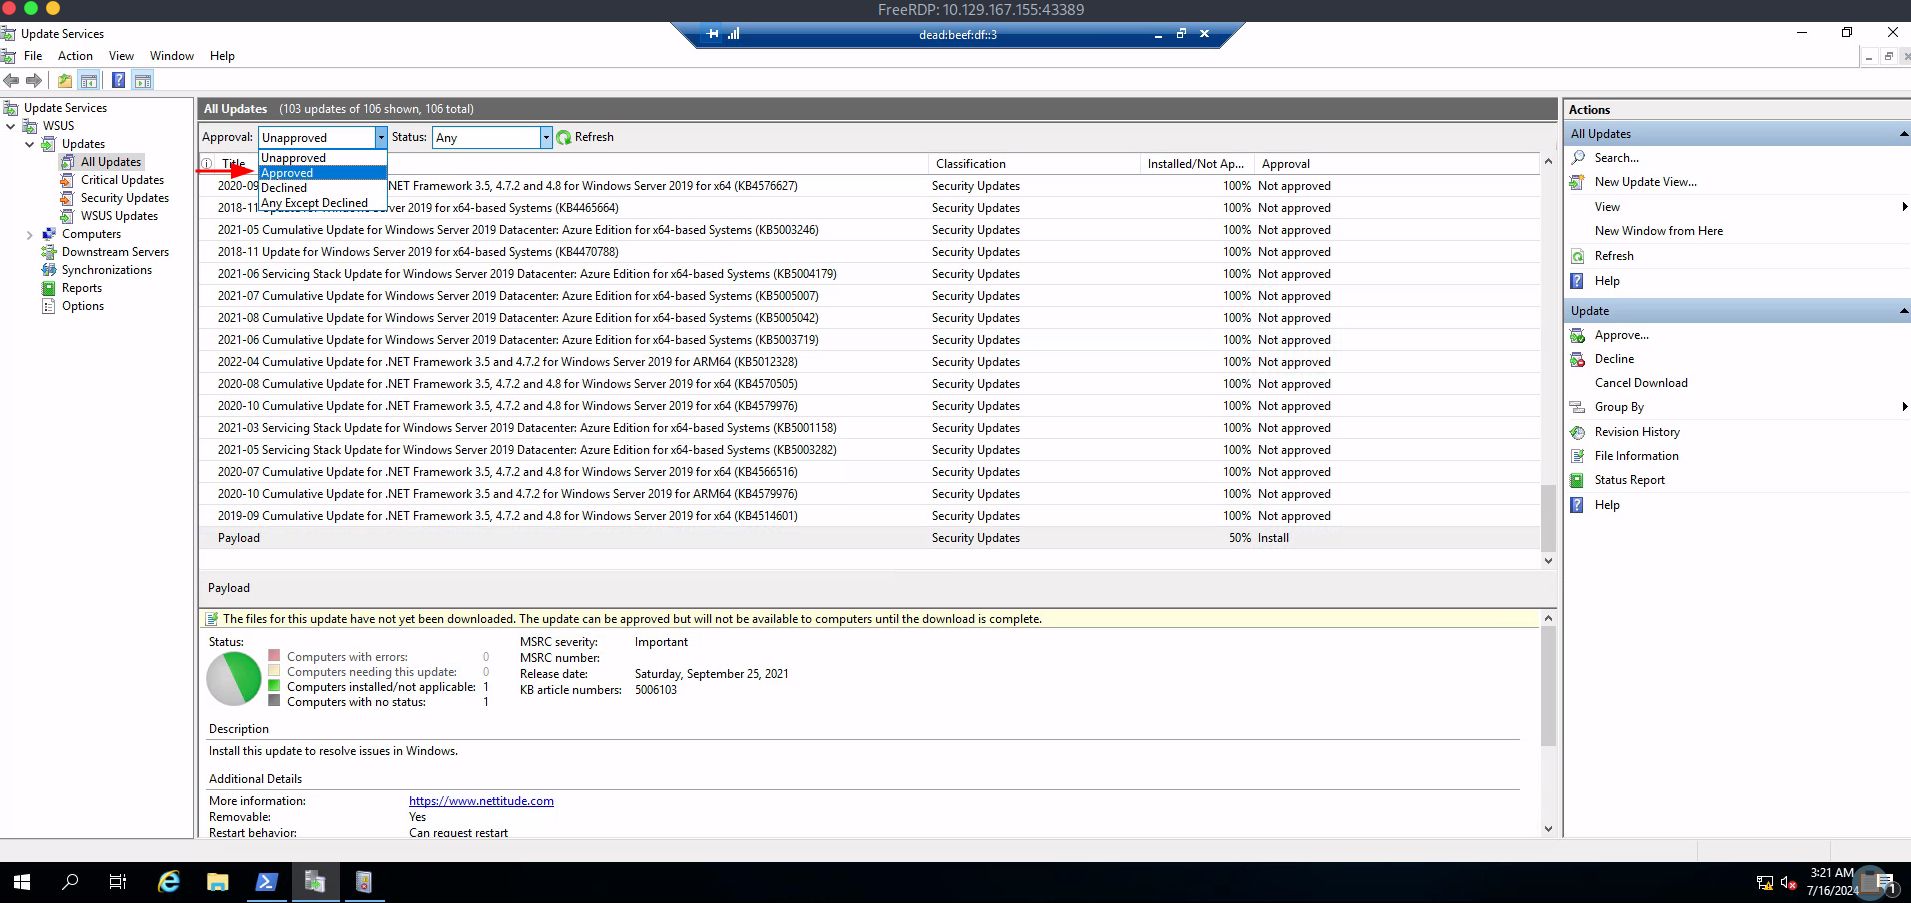 FreeRDP: 10.129.167.155:43389
Update Services
dead:beef:df::3
File Action View Window Help
Update Services
WSUS
Updates
All Updates
Critical Updates
Security Updates
WSUS Updates
Computers
Downstream Servers
Synchronizations
Reports
Options
All Updates (103 updates of 106 shown, 106 total)
Approval: Unapproved Status: Any Refresh
Unapproved
Approved
Declined
Any Except Declined
Title Classification Installed/Not Ap... Approval
2020-09 .NET Framework 3.5, 4.7.2 and 4.8 for Windows Server 2019 for x64 (KB4576627) Security Updates 100% Not approved
2018-11 Update for Windows Server 2019 for x64-based Systems (KB4465664) Security Updates 100% Not approved
2021-05 Cumulative Update for Windows Server 2019 Datacenter: Azure Edition for x64-based Systems (KB5003246) Security Updates 100% Not approved
2018-11 Update for Windows Server 2019 for x64-based Systems (KB4470788) Security Updates 100% Not approved
2021-06 Servicing Stack Update for Windows Server 2019 Datacenter: Azure Edition for x64-based Systems (KB5004179) Security Updates 100% Not approved
2021-07 Cumulative Update for Windows Server 2019 Datacenter: Azure Edition for x64-based Systems (KB5005007) Security Updates 100% Not approved
2021-08 Cumulative Update for Windows Server 2019 Datacenter: Azure Edition for x64-based Systems (KB5005042) Security Updates 100% Not approved
2021-06 Cumulative Update for Windows Server 2019 Datacenter: Azure Edition for x64-based Systems (KB5003719) Security Updates 100% Not approved
2022-04 Cumulative Update for .NET Framework 3.5 and 4.7.2 for Windows Server 2019 for ARM64 (KB5012328) Security Updates 100% Not approved
2020-08 Cumulative Update for .NET Framework 3.5, 4.7.2 and 4.8 for Windows Server 2019 for x64 (KB4570505) Security Updates 100% Not approved
2020-10 Cumulative Update for .NET Framework 3.5, 4.7.2 and 4.8 for Windows Server 2019 for x64 (KB4579976) Security Updates 100% Not approved
2021-03 Servicing Stack Update for Windows Server 2019 Datacenter: Azure Edition for x64-based Systems (KB5001158) Security Updates 100% Not approved
2021-05 Servicing Stack Update for Windows Server 2019 Datacenter: Azure Edition for x64-based Systems (KB5003282) Security Updates 100% Not approved
2020-07 Cumulative Update for .NET Framework 3.5, 4.7.2 and 4.8 for Windows Server 2019 for x64 (KB4566516) Security Updates 100% Not approved
2020-10 Cumulative Update for .NET Framework 3.5 and 4.7.2 for Windows Server 2019 for ARM64 (KB4579976) Security Updates 100% Not approved
2019-09 Cumulative Update for .NET Framework 3.5, 4.7.2 and 4.8 for Windows Server 2019 for x64 (KB4514601) Security Updates 100% Not approved
Payload Security Updates 50% Install
Payload
The files for this update have not yet been downloaded. The update can be approved but will not be available to computers until the download is complete.
Status:
Computers with errors: 0
Computers needing this update: 0
Computers installed/not applicable: 1
Computers with no status: 1
MSRC severity: Important
MSRC number:
Release date: Saturday, September 25, 2021
KB article numbers: 5006103
Description
Install this update to resolve issues in Windows.
Additional Details
More information: https://www.nettitude.com
Removable: Yes
Restart behavior: Can request restart
Actions
All Updates
Search...
New Update View...
View
New Window from Here
Refresh
Help
Update
Approve...
Decline
Cancel Download
Group By
Revision History
File Information
Status Report
Help
3:21 AM
7/16/2024
1